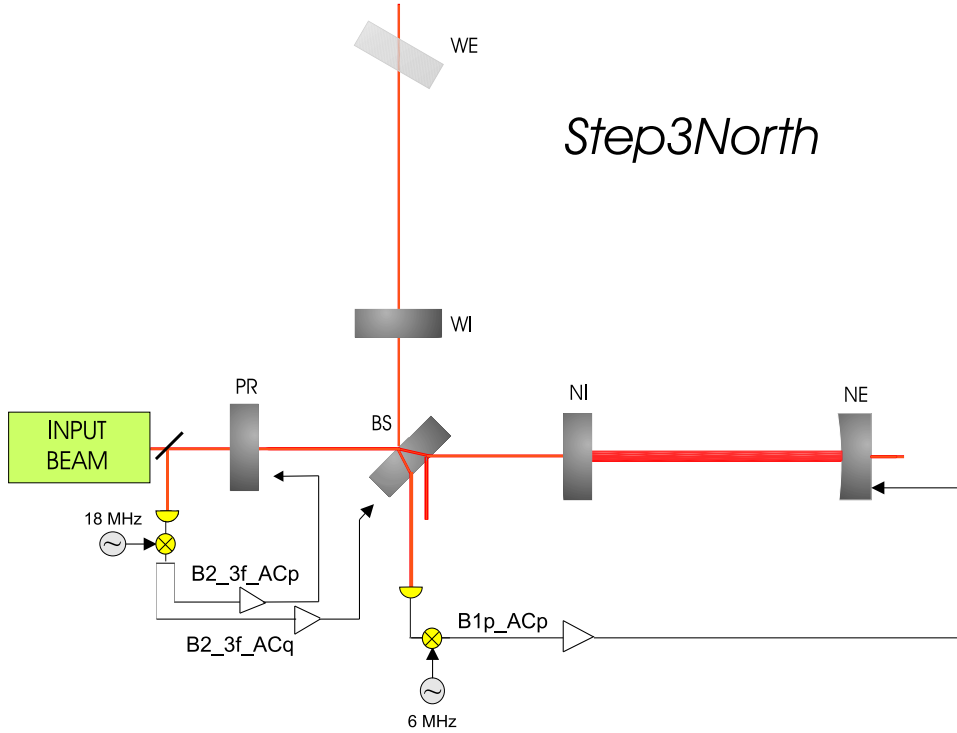 WE
Step3North
WI
PR
BS
NI
NE
INPUT
BEAM
18 MHz
B2_3f_ACp
B2_3f_ACq
B1p_ACp
6 MHz